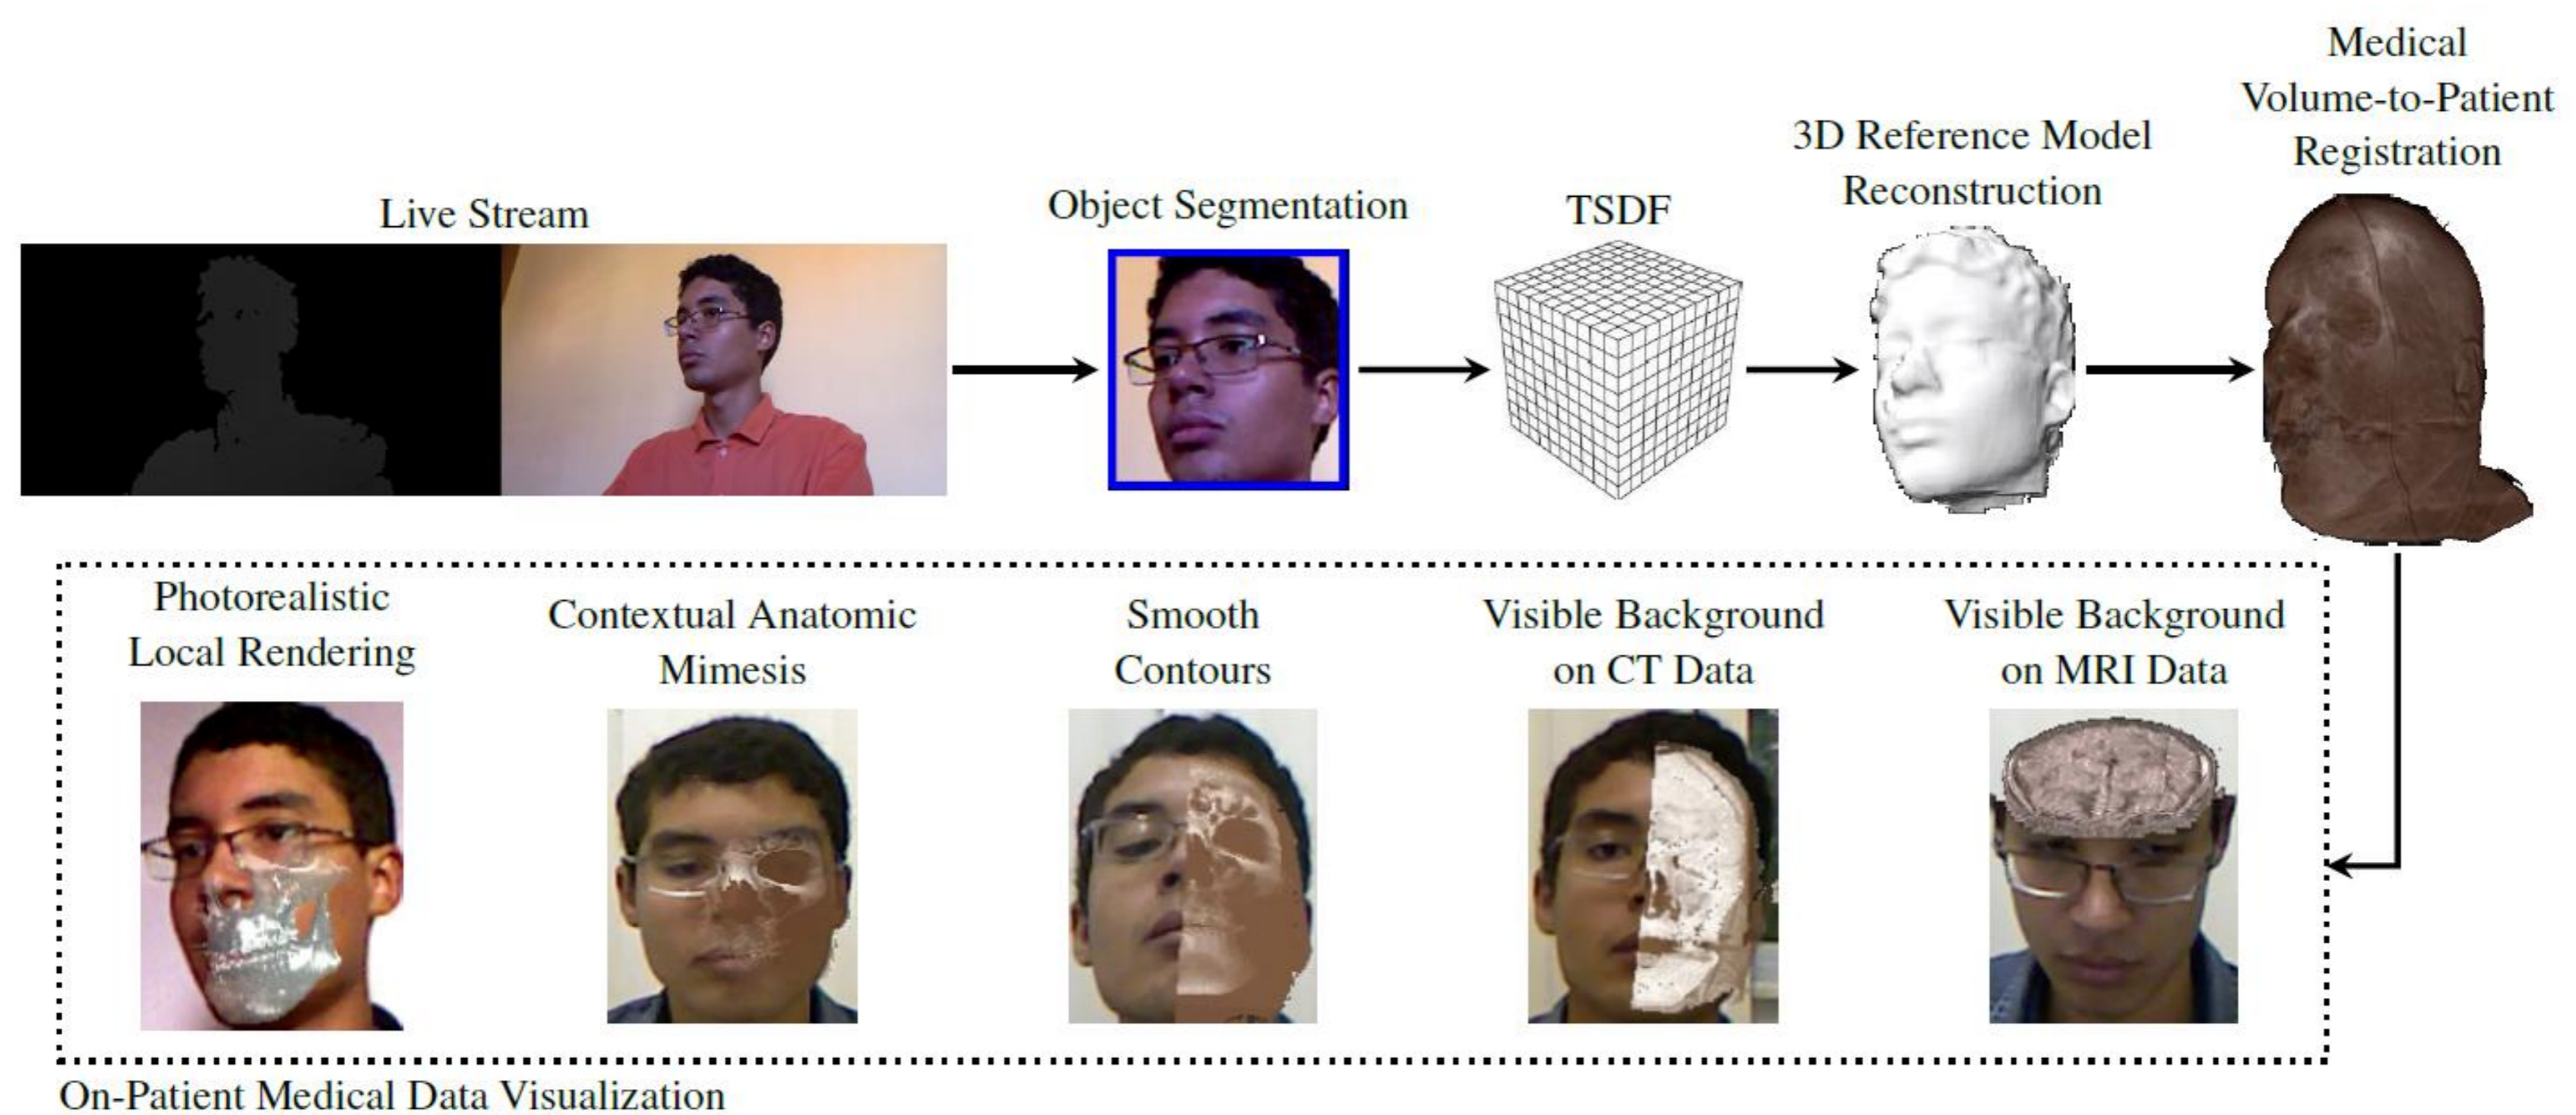 Medical
Volume-to-Patient
Registration
3D Reference Model
Reconstruction
Live Stream
Object Segmentation
TSDF
Photorealistic
Local Rendering
Contextual Anatomic
Mimesis
Smooth
Contours
Visible Background
on CT Data
Visible Background
on MRI Data
On-Patient Medical Data Visualization